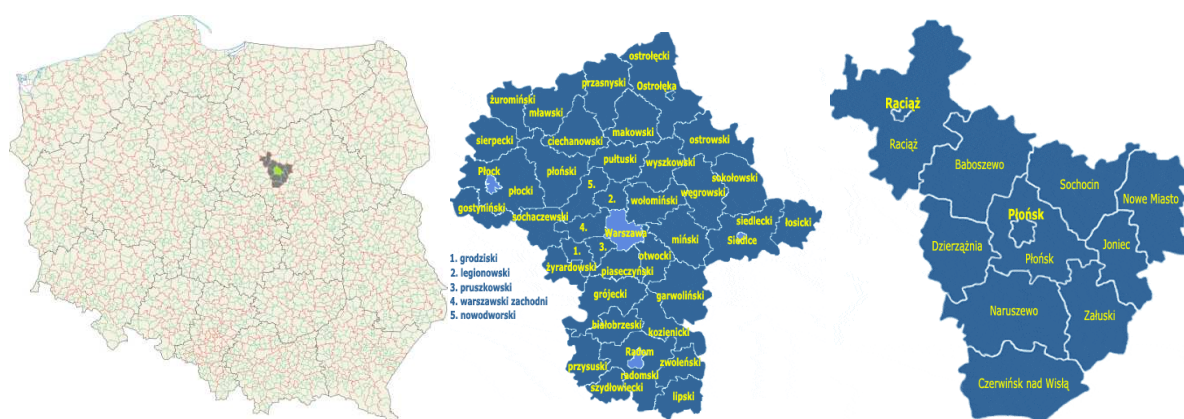 ostrołęcki
przasnyski
Ostrołęka
żuromiński
mławski
makowski
sierpecki
ciechanowski
ostrowski
pułtuski
wyszkowski
Płock
płoński
sokołowski
5.
płocki
węgrowski
2.
wołomiński
gostyniński
sochaczewski
siedlecki
łosicki
4.
Warszawa
miński
Siedlce
1.
3.
otwocki
żyrardowski
piaseczyński
grójecki
garwoliński
białobrzeski
kozienicki
Radom
przysuski
zwoleński
radomski
szydłowiecki
lipski
1. grodziski
2. legionowski
3. pruszkowski
4. warszawski zachodni
5. nowodworski
Raciąż
Raciąż
Baboszewo
Sochocin
Nowe Miasto
Płońsk
Dzierzążnia
Joniec
Płońsk
Naruszewo
Załuski
Czerwińsk nad Wisłą